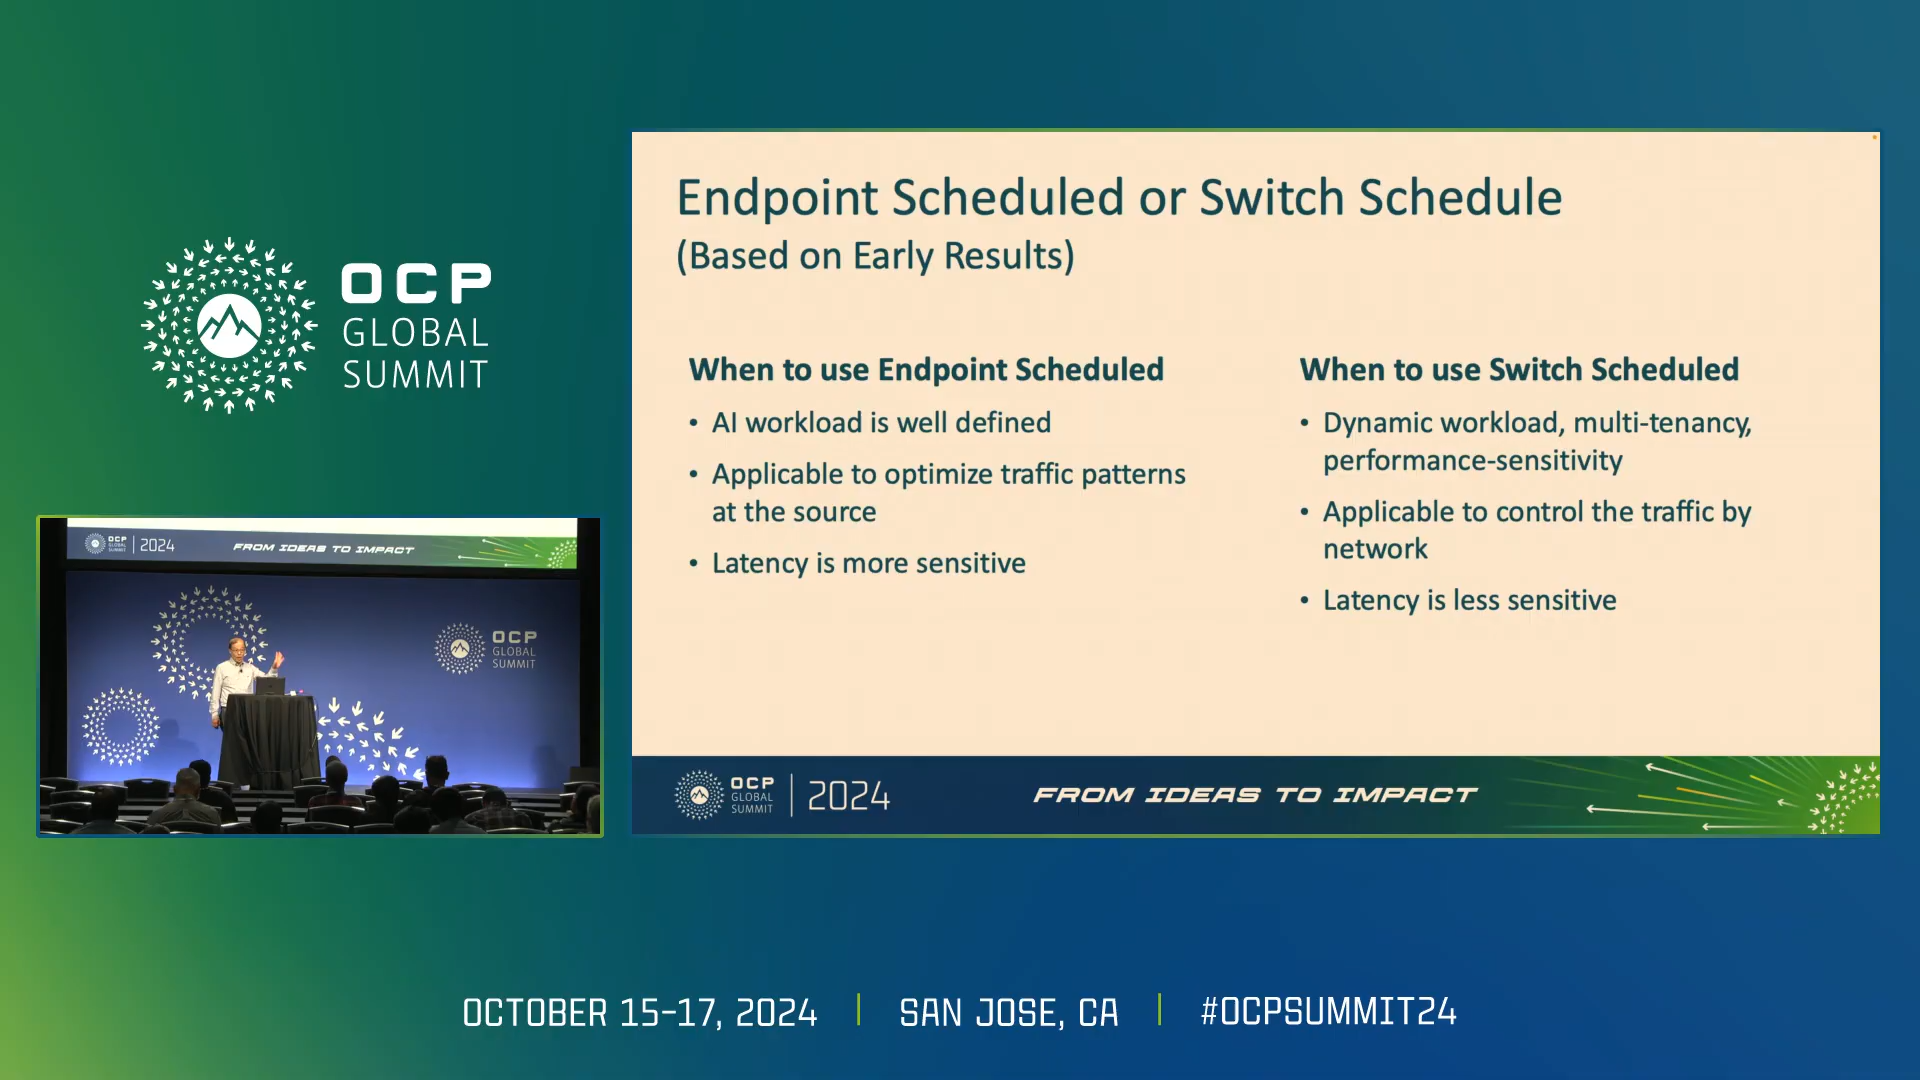 OCP
GLOBAL
SUMMIT
OCP
GLOBAL
SUMMIT
2024
FROM IDEAS TO IMPACT
OCP
GLOBAL
SUMMIT
Endpoint Scheduled or Switch Schedule
(Based on Early Results)
When to use Endpoint Scheduled
• AI workload is well defined
• Applicable to optimize traffic patterns
at the source
• Latency is more sensitive
When to use Switch Scheduled
• Dynamic workload, multi-tenancy,
performance-sensitivity
• Applicable to control the traffic by
network
• Latency is less sensitive
OCP
GLOBAL
SUMMIT
2024
FROM IDEAS TO IMPACT
OCTOBER 15-17, 2024 | SAN JOSE, CA | #OCPSUMMIT24